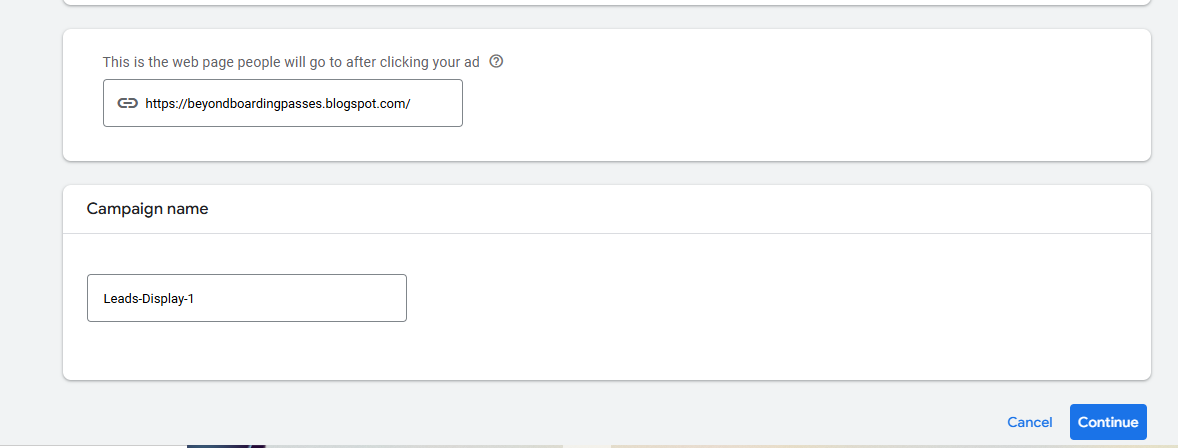 This is the web page people will go to after clicking your ad
https://beyondboardingpasses.blogspot.com/
Campaign name
Leads-Display-1
Cancel
Continue